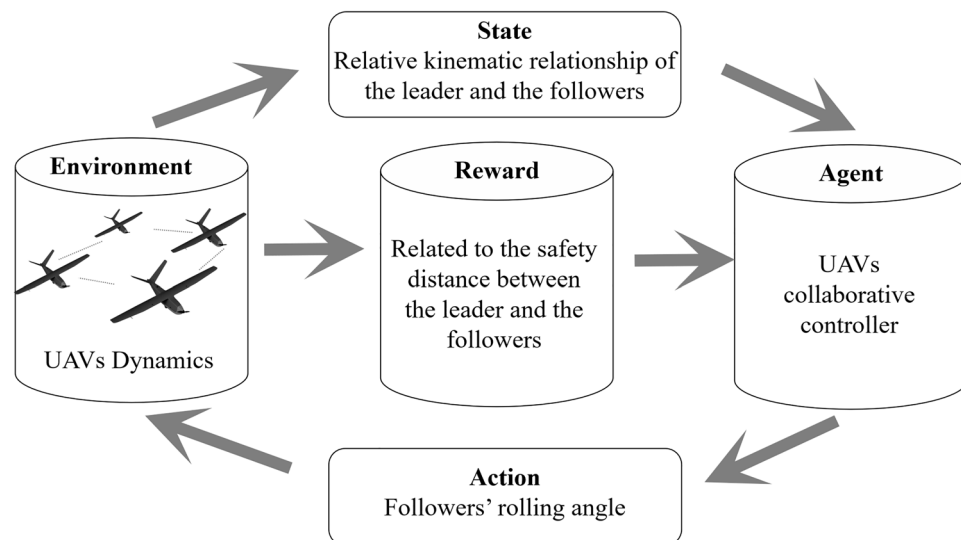 State
Relative kinematic relationship of
the leader and the followers
Environment
UAVs Dynamics
Reward
Related to the safety
distance between
the leader and the
followers
Agent
UAVs
collaborative
controller
Action
Followers’ rolling angle